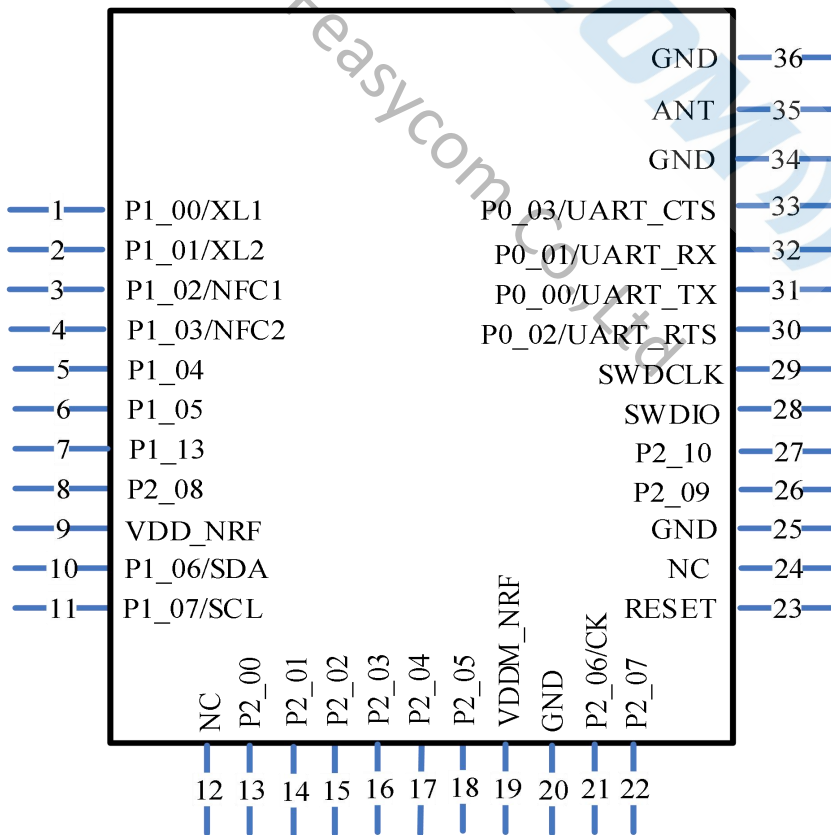 GND 36
ANT 35
GND 34
1 P1_00/XL1
P0_03/UART_CTS 33
2 P1_01/XL2
P0_01/UART_RX 32
3 P1_02/NFC1
P0_00/UART_TX 31
4 P1_03/NFC2
P0_02/UART_RTS 30
5 P1_04
SWDCLK 29
6 P1_05
SWDIO 28
7 P1_13
P2_10 27
8 P2_08
P2_09 26
9 VDD_NRF
GND 25
10 P1_06/SDA
NC 24
11 P1_07/SCL
RESET 23
NC
P2_00
P2_01
P2_02
P2_03
P2_04
P2_05
VDDM_NRF
GND
P2_06/CK
P2_07
12 13 14 15 16 17 18 19 20 21 22
easycom Co.,Ltd